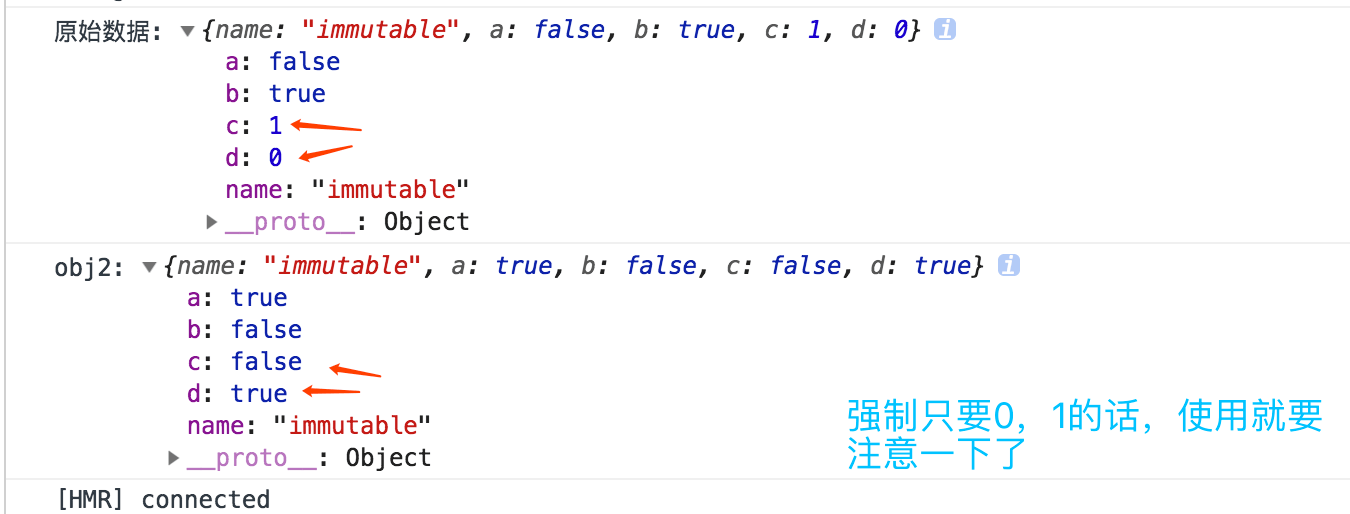 原始数据: ▼{name: "immutable", a: false, b: true, c: 1, d: 0} i
a: false
b: true
c: 1
d: 0
name: "immutable"
▶__proto__: Object
obj2: ▼{name: "immutable", a: true, b: false, c: false, d: true} i
a: true
b: false
c: false
d: true
name: "immutable"
▶__proto__: Object
强制只要0，1的话，使用就要
注意一下了
[HMR] connected